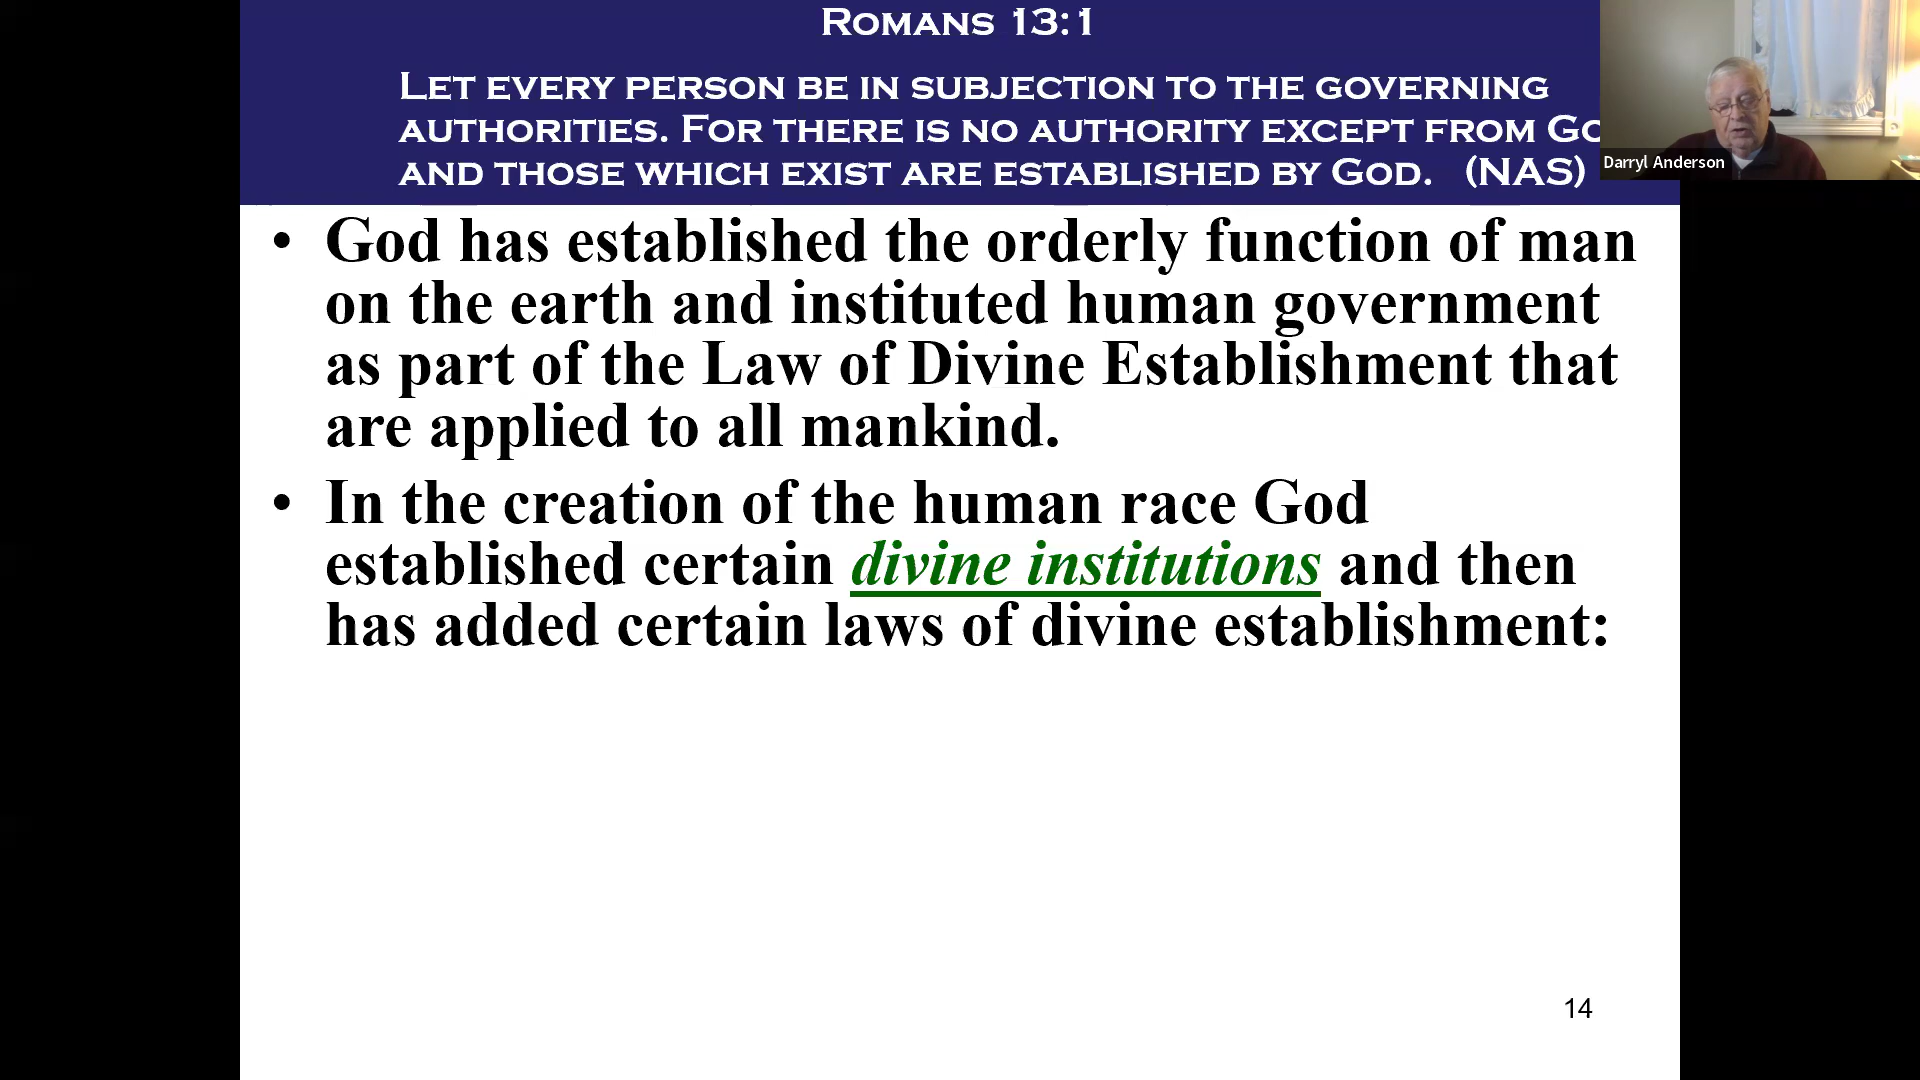 ROMANS 13:1
LET EVERY PERSON BE IN SUBJECTION TO THE GOVERNING
AUTHORITIES. FOR THERE IS NO AUTHORITY EXCEPT FROM
AND THOSE WHICH EXIST ARE ESTABLISHED BY GOD. (NAS)
Darryl Anderson
• God has established the orderly function of man
on the earth and instituted human government
as part of the Law of Divine Establishment that
are applied to all mankind.
• In the creation of the human race God
established certain divine institutions and then
has added certain laws of divine establishment:
14